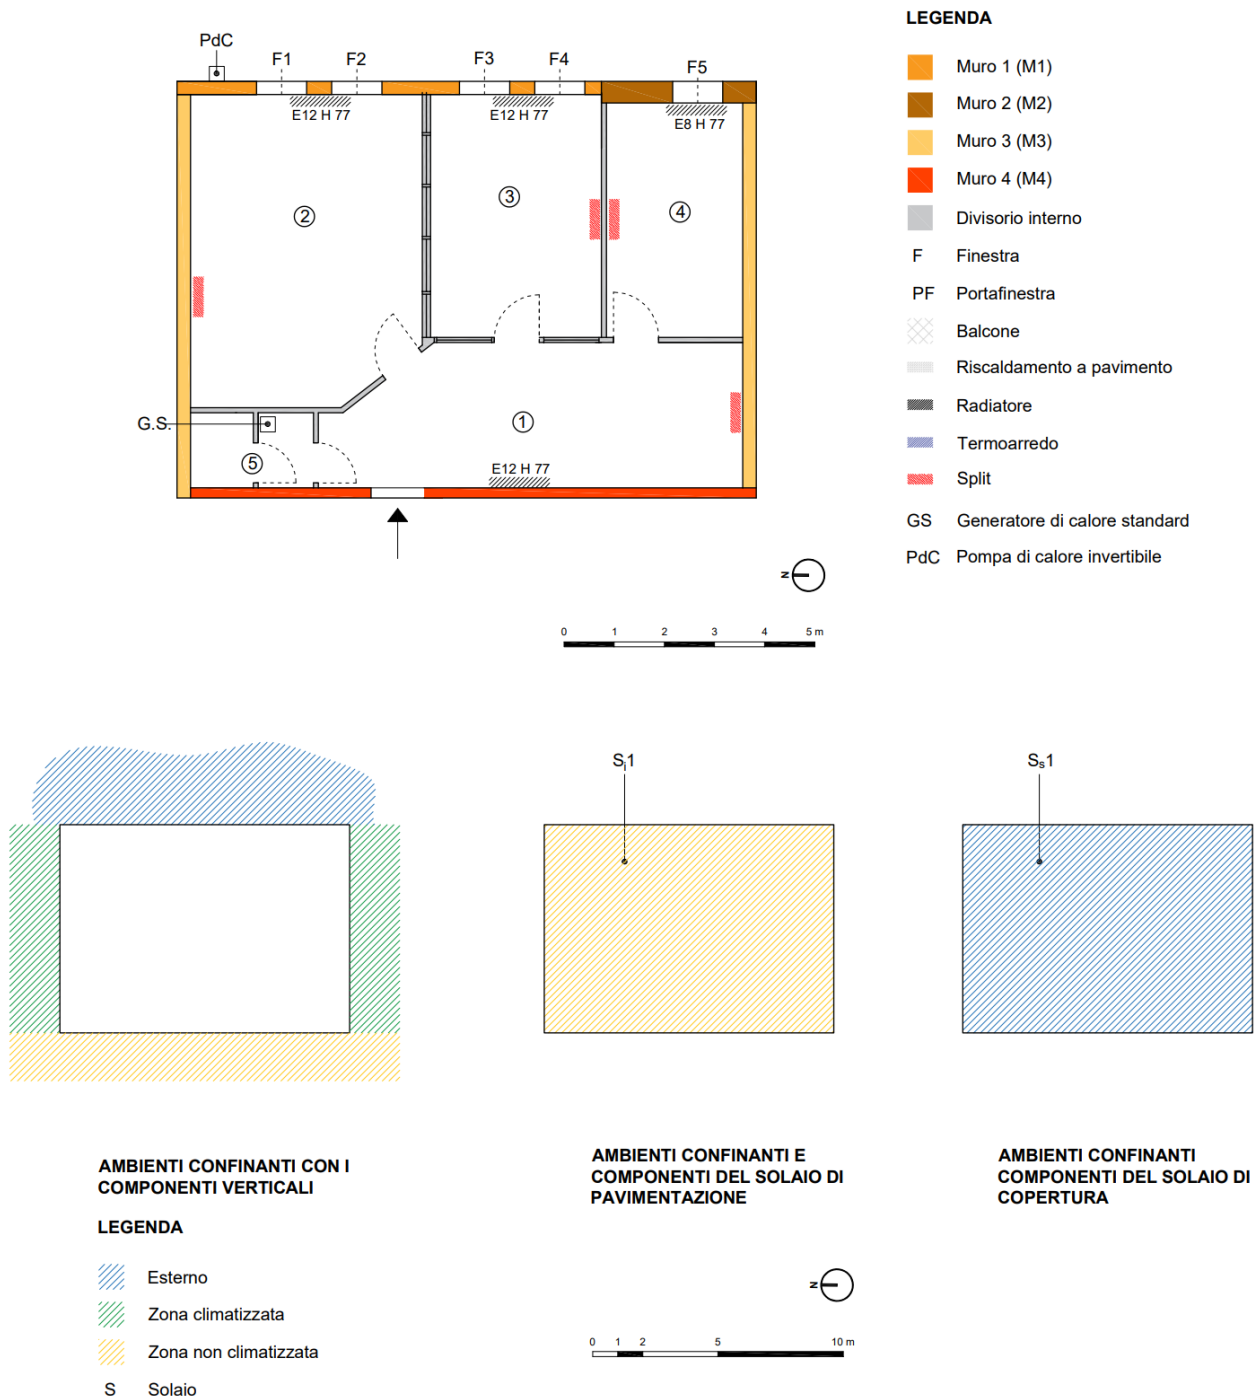 PdC
F1
F2
F3
F4
F5
E12 H 77
E12 H 77
E8 H 77
2
3
4
G.S.
1
5
E12 H 77
N
0 1 2 3 4 5 m
LEGENDA
Muro 1 (M1)
Muro 2 (M2)
Muro 3 (M3)
Muro 4 (M4)
Divisorio interno
F Finestra
PF Portafinestra
Balcone
Riscaldamento a pavimento
Radiatore
Termoarredo
Split
GS Generatore di calore standard
PdC Pompa di calore invertibile
Si1
Ss1
AMBIENTI CONFINANTI CON I
COMPONENTI VERTICALI
LEGENDA
Esterno
Zona climatizzata
Zona non climatizzata
S Solaio
AMBIENTI CONFINANTI E
COMPONENTI DEL SOLAIO DI
PAVIMENTAZIONE
N
0 1 2 5 10 m
AMBIENTI CONFINANTI
COMPONENTI DEL SOLAIO DI
COPERTURA